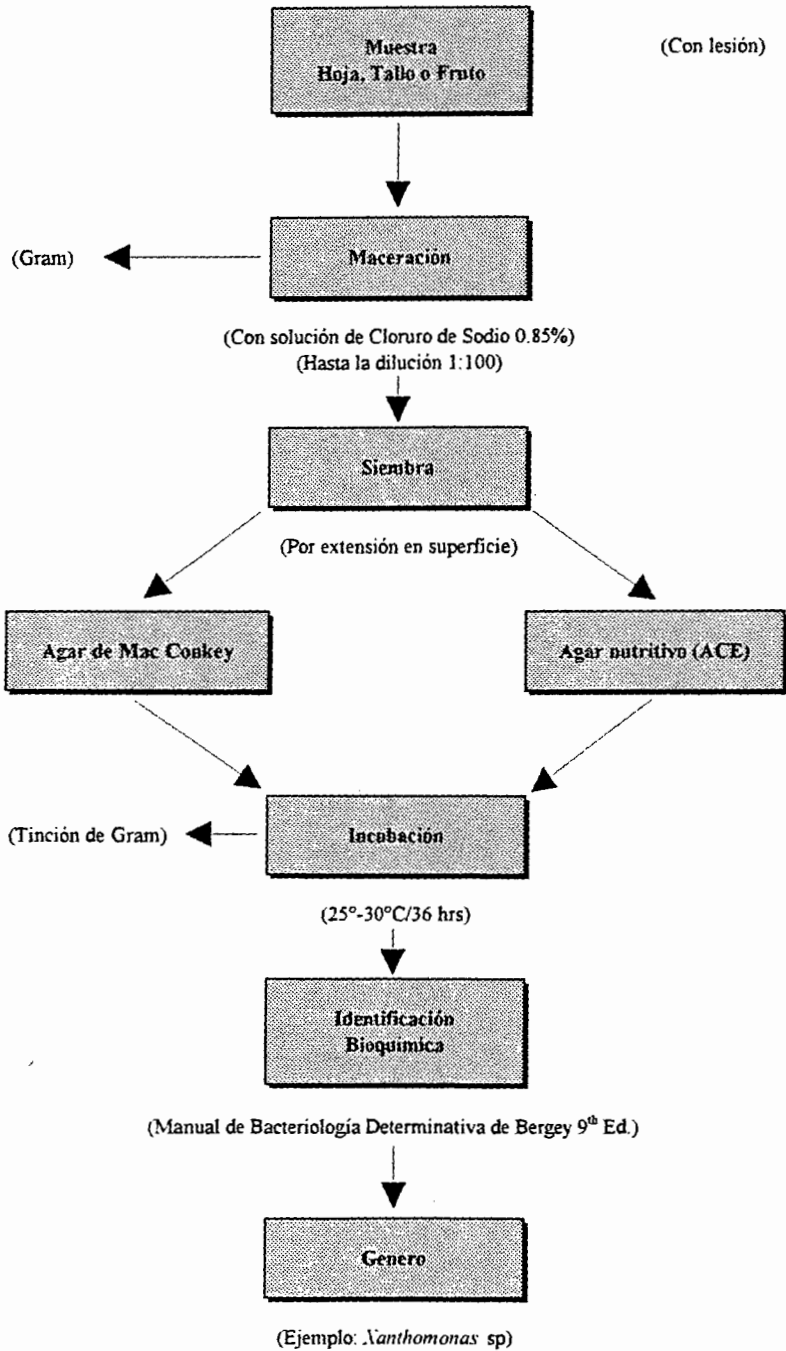 Muestra
Hoja, Tallo o Fruto
(Con lesión)
Maceración
(Gram)
(Con solución de Cloruro de Sodio 0.85%)
(Hasta la dilución 1:100)
Siembra
(Por extensión en superficie)
Agar de Mac Conkey
Agar nutritivo (ACE)
Incubación
(Tinción de Gram)
(25°-30°C/36 hrs)
Identificación
Bioquimica
(Manual de Bacteriología Determinativa de Bergey 9th Ed.)
Genero
(Ejemplo: Xanthomonas sp)